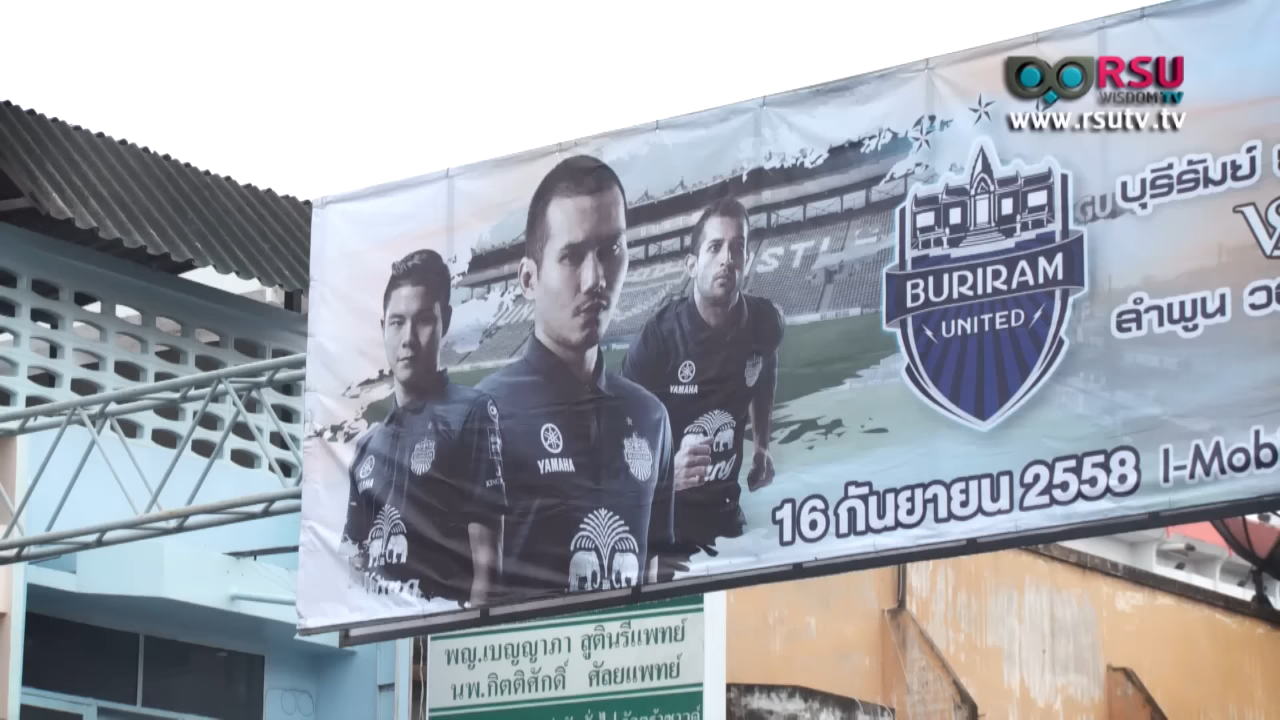 RSU
WISDOM TV
www.rsutv.tv
บุรีรัมย์
BURIRAM
UNITED
ลำพูน
YAMAHA
YAMAHA
16 กันยายน 2558 I-Mob
พญ.เบญญาภา สูตินรีแพทย์
นพ.กิตติศักดิ์ ศัลยแพทย์